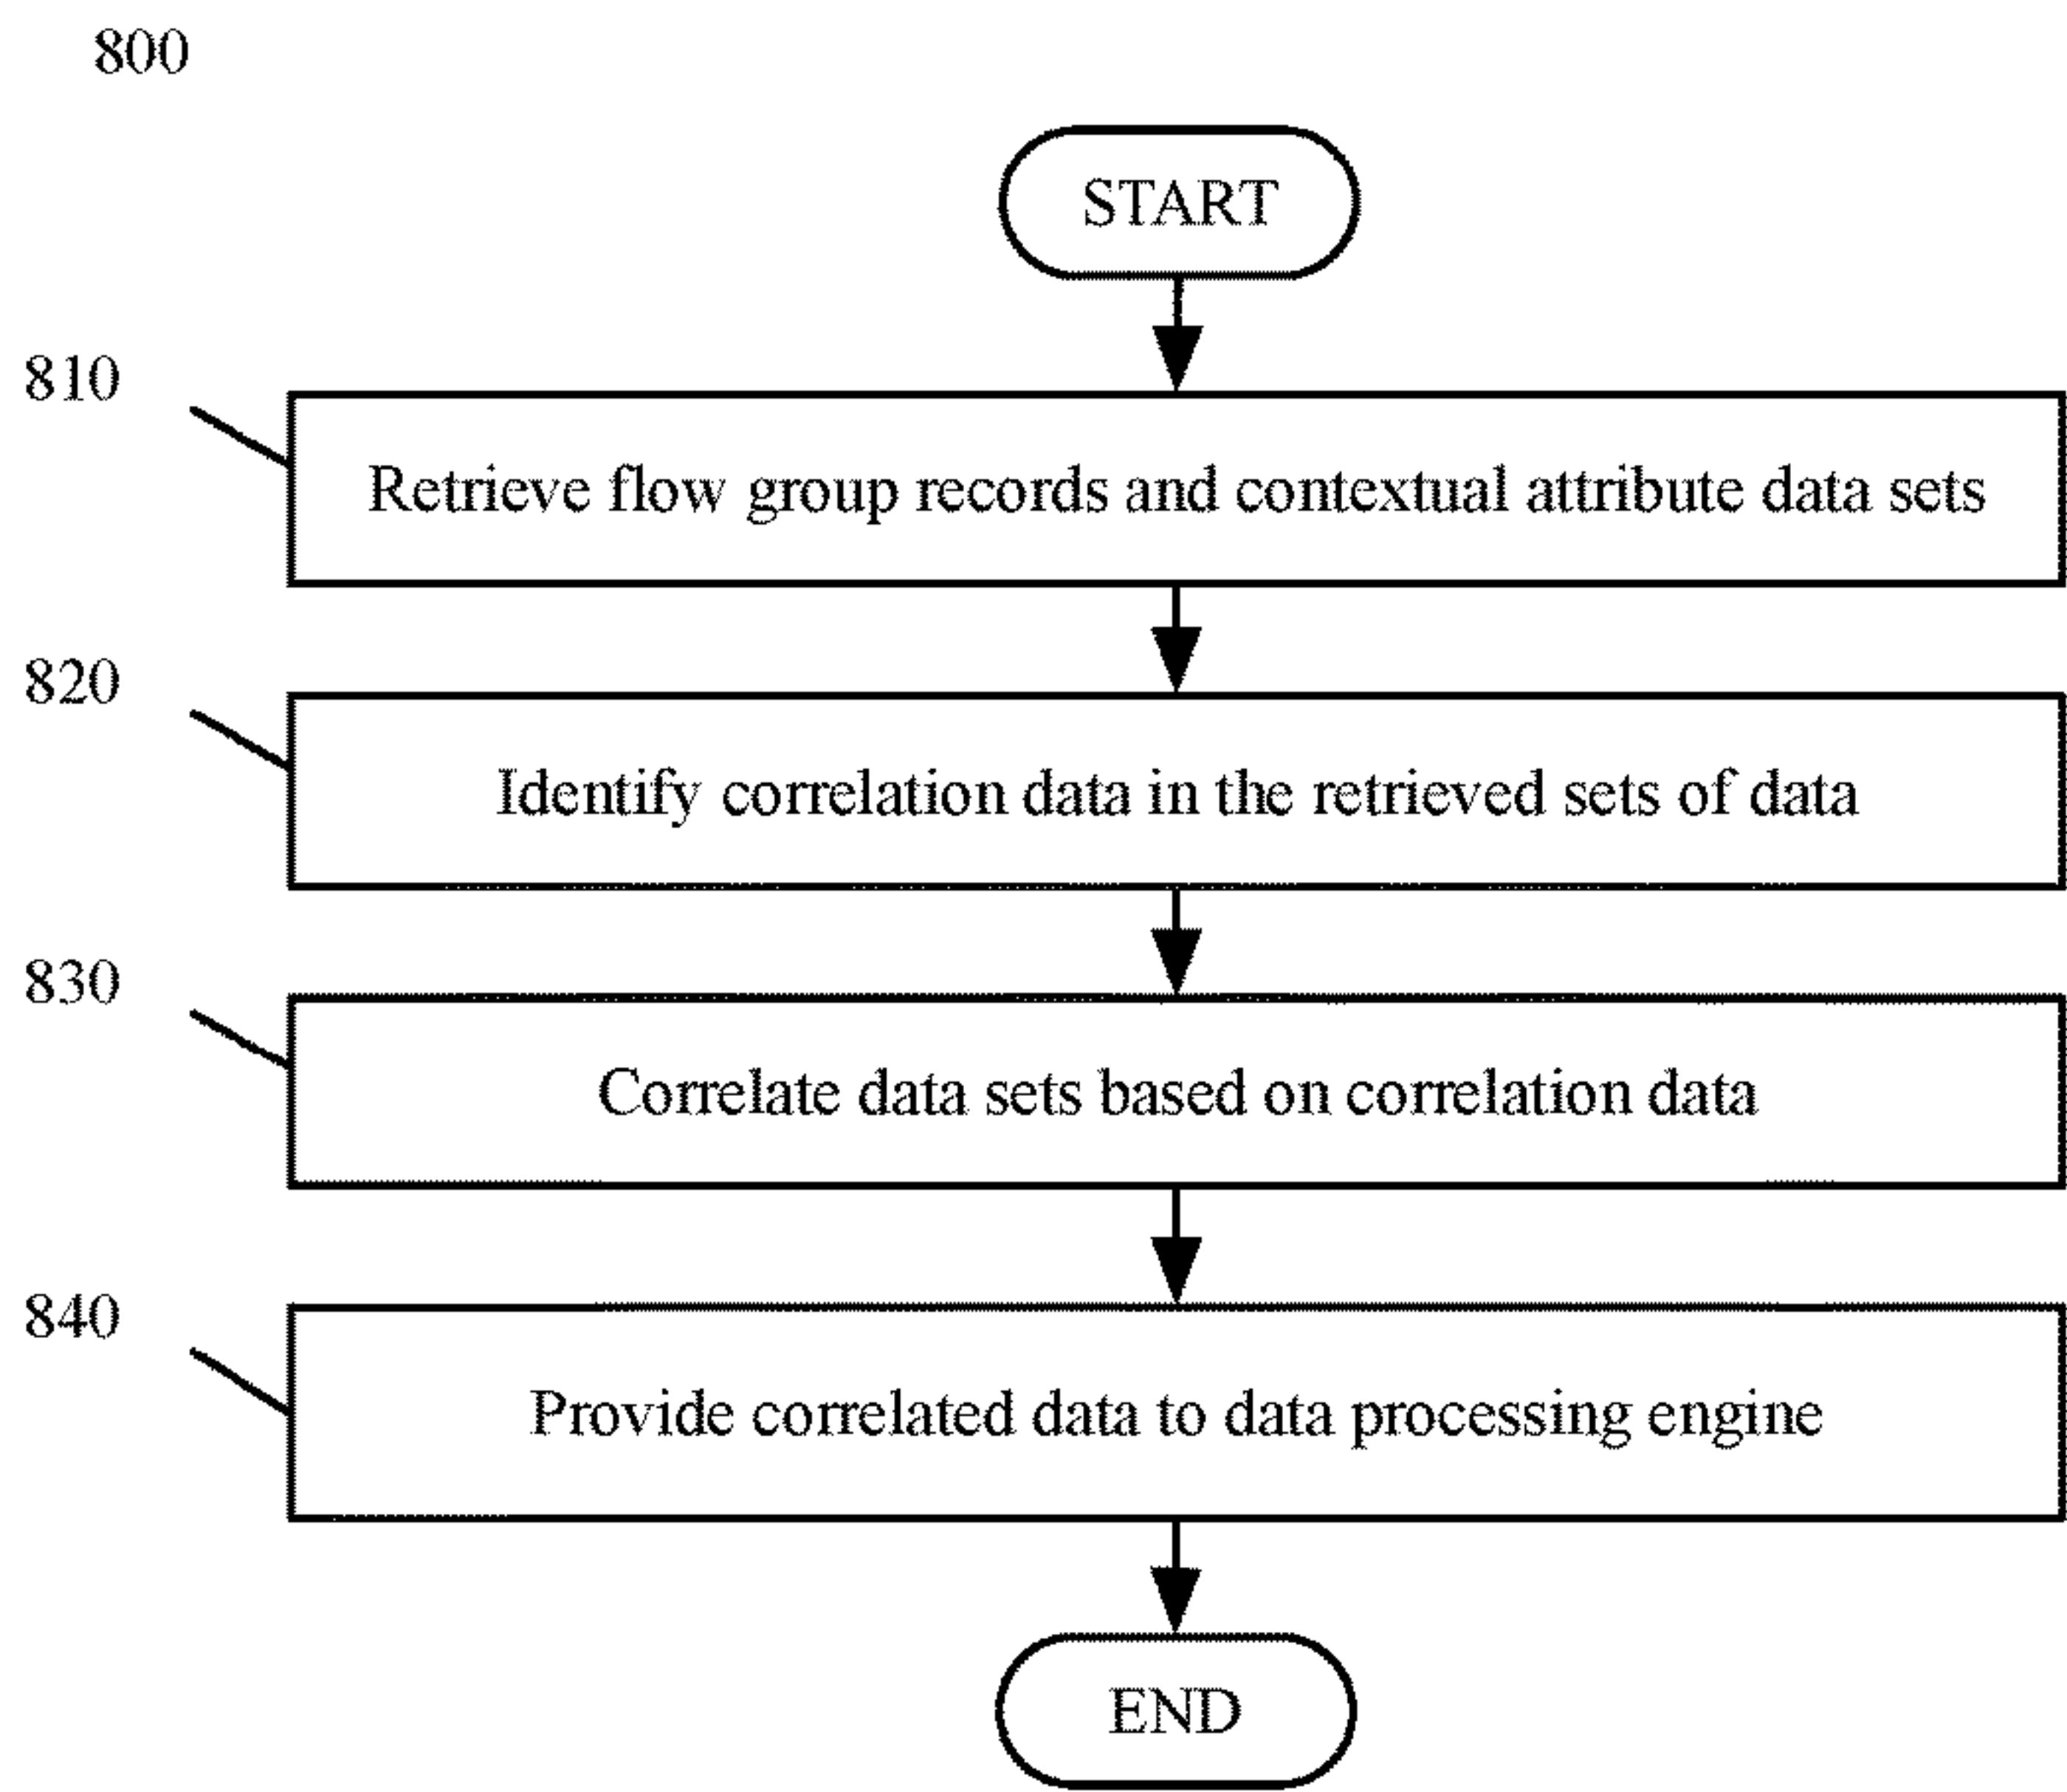 800
START
810
Retrieve flow group records and contextual attribute data sets
820
Identify correlation data in the retrieved sets of data
830
Correlate data sets based on correlation data
840
Provide correlated data to data processing engine
END